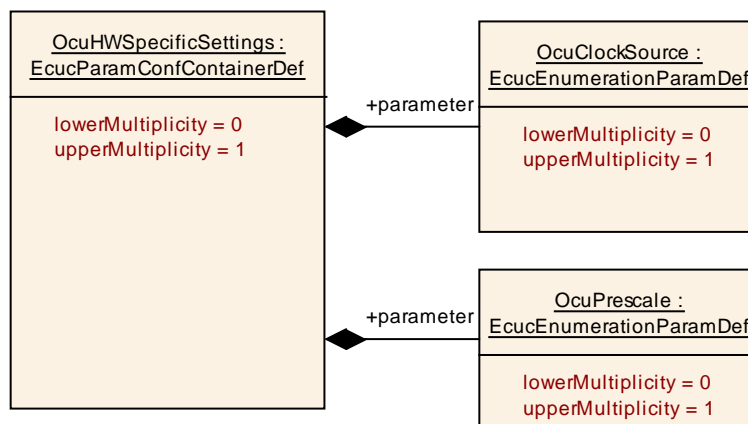 OcuHWSpecificSettings :
EcucParamConfContainerDef
lowerMultiplicity = 0
upperMultiplicity = 1
+parameter
OcuClockSource :
EcucEnumerationParamDef
lowerMultiplicity = 0
upperMultiplicity = 1
+parameter
OcuPrescale :
EcucEnumerationParamDef
lowerMultiplicity = 0
upperMultiplicity = 1